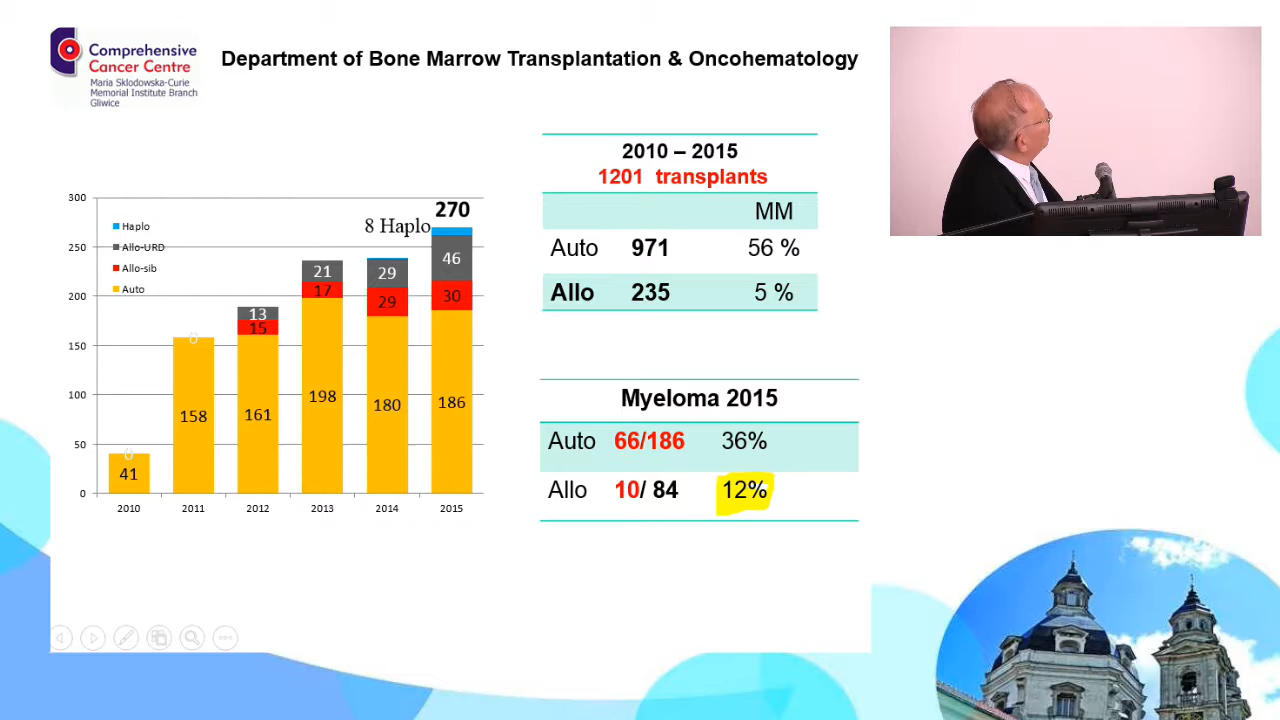 Comprehensive
Cancer Centre
Maria Sklodowska-Curie
Memorial Institute Branch
Gliwice
Department of Bone Marrow Transplantation & Oncohematology
300
250
200
150
100
50
0
Haplo
Allo-URD
Allo-sib
Auto
8 Haplo
270
41
0
158
0
161
15
13
198
17
21
180
29
29
186
30
46
2010
2011
2012
2013
2014
2015
2010 – 2015
1201 transplants
MM
Auto 971 56 %
Allo 235 5 %
Myeloma 2015
Auto 66/186 36%
Allo 10/ 84 12%